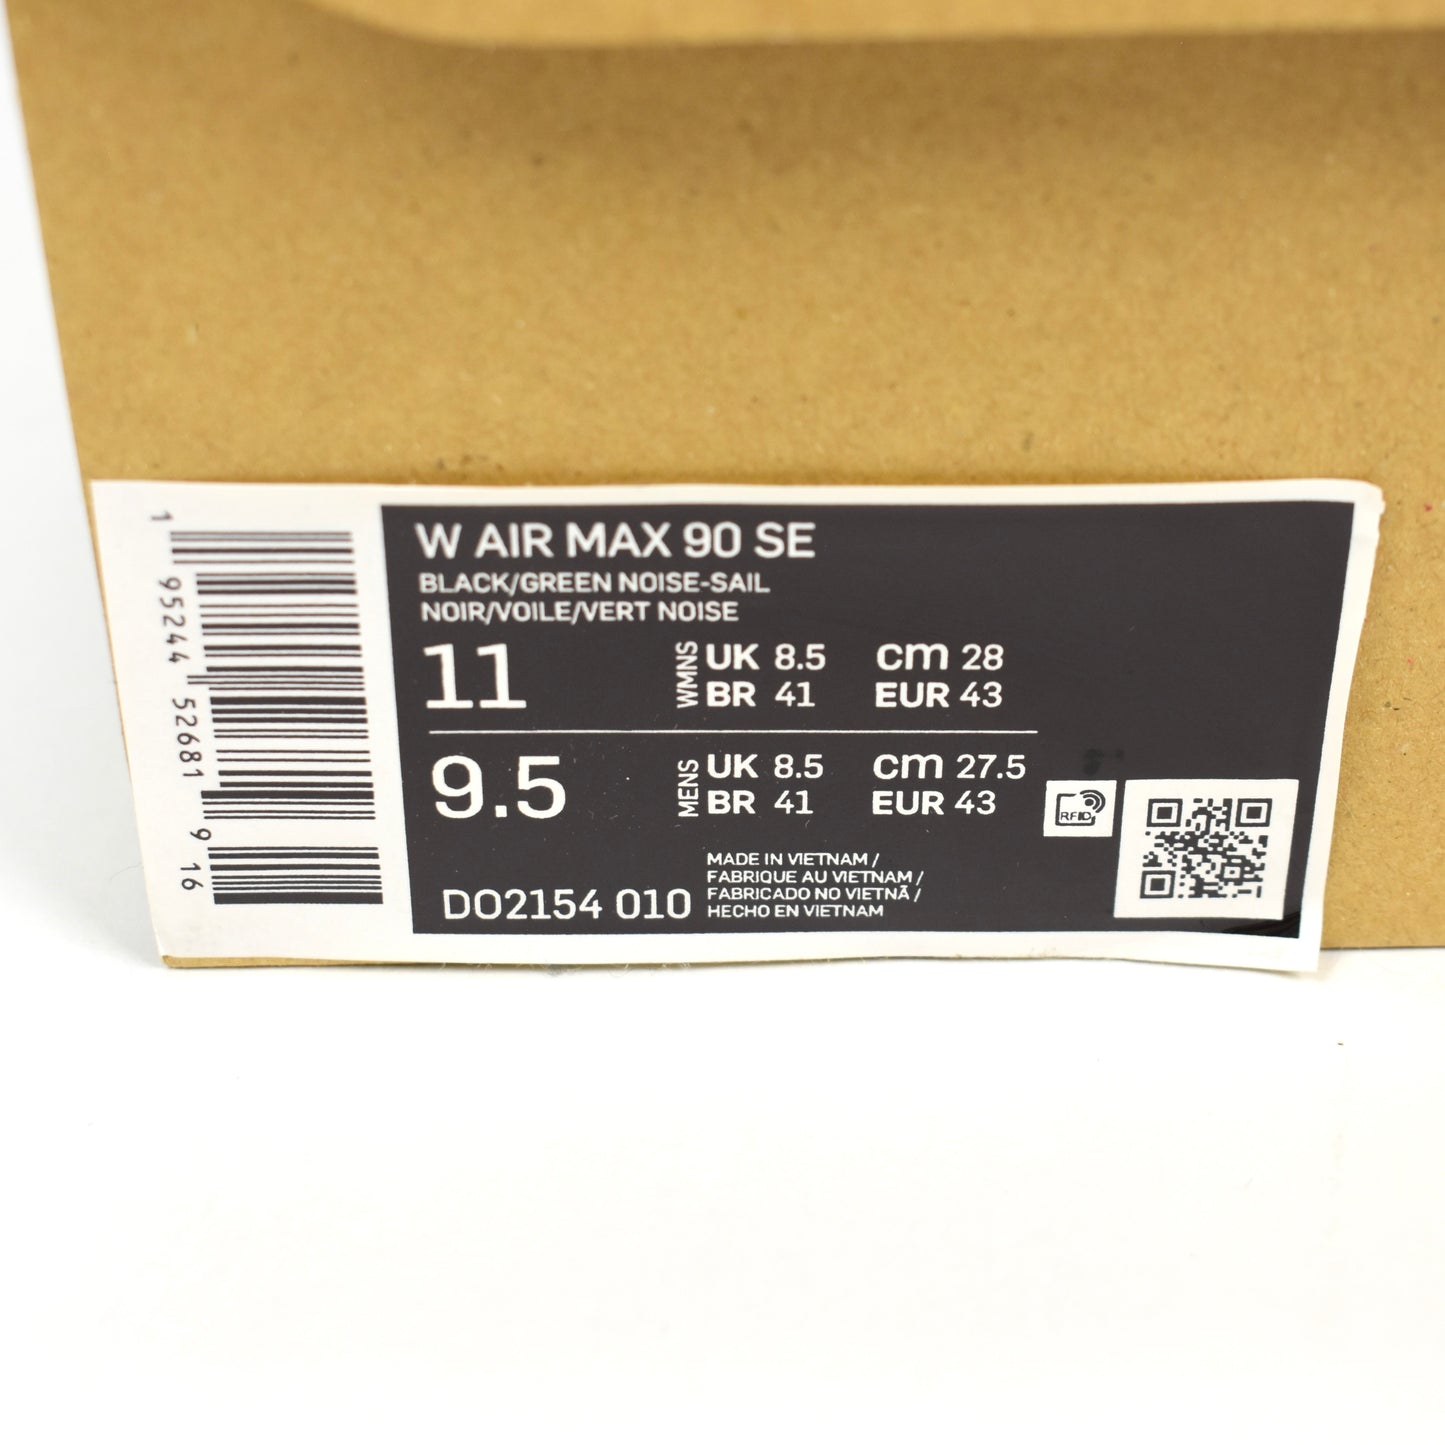 W AIR MAX 90 SE
BLACK/GREEN NOISE-SAIL
NOIR/VOILE/VERT NOISE
11
WMNS
UK 8.5 cm 28
BR 41 EUR 43
9.5
MENS
UK 8.5 cm 27.5
BR 41 EUR 43
RFID
DO2154 010
MADE IN VIETNAM /
FABRIQUE AU VIETNAM /
FABRICADO NO VIETNÃ /
HECHO EN VIETNAM
1 95244 52681 9 16